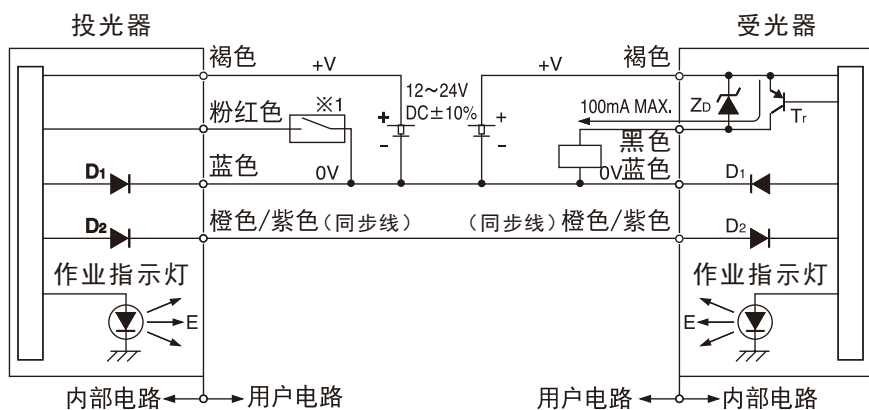 投光器
受光器
褐色
+V
+V
褐色
粉红色
※1
12~24V
DC±10%
+
-
+
-
100mA MAX.
ZD
Tr
黑色
D1
蓝色
0V
0V
蓝色
D1
D2
橙色/紫色(同步线)
(同步线)橙色/紫色
D2
作业指示灯
E
作业指示灯
E
内部电路
用户电路
用户电路
内部电路